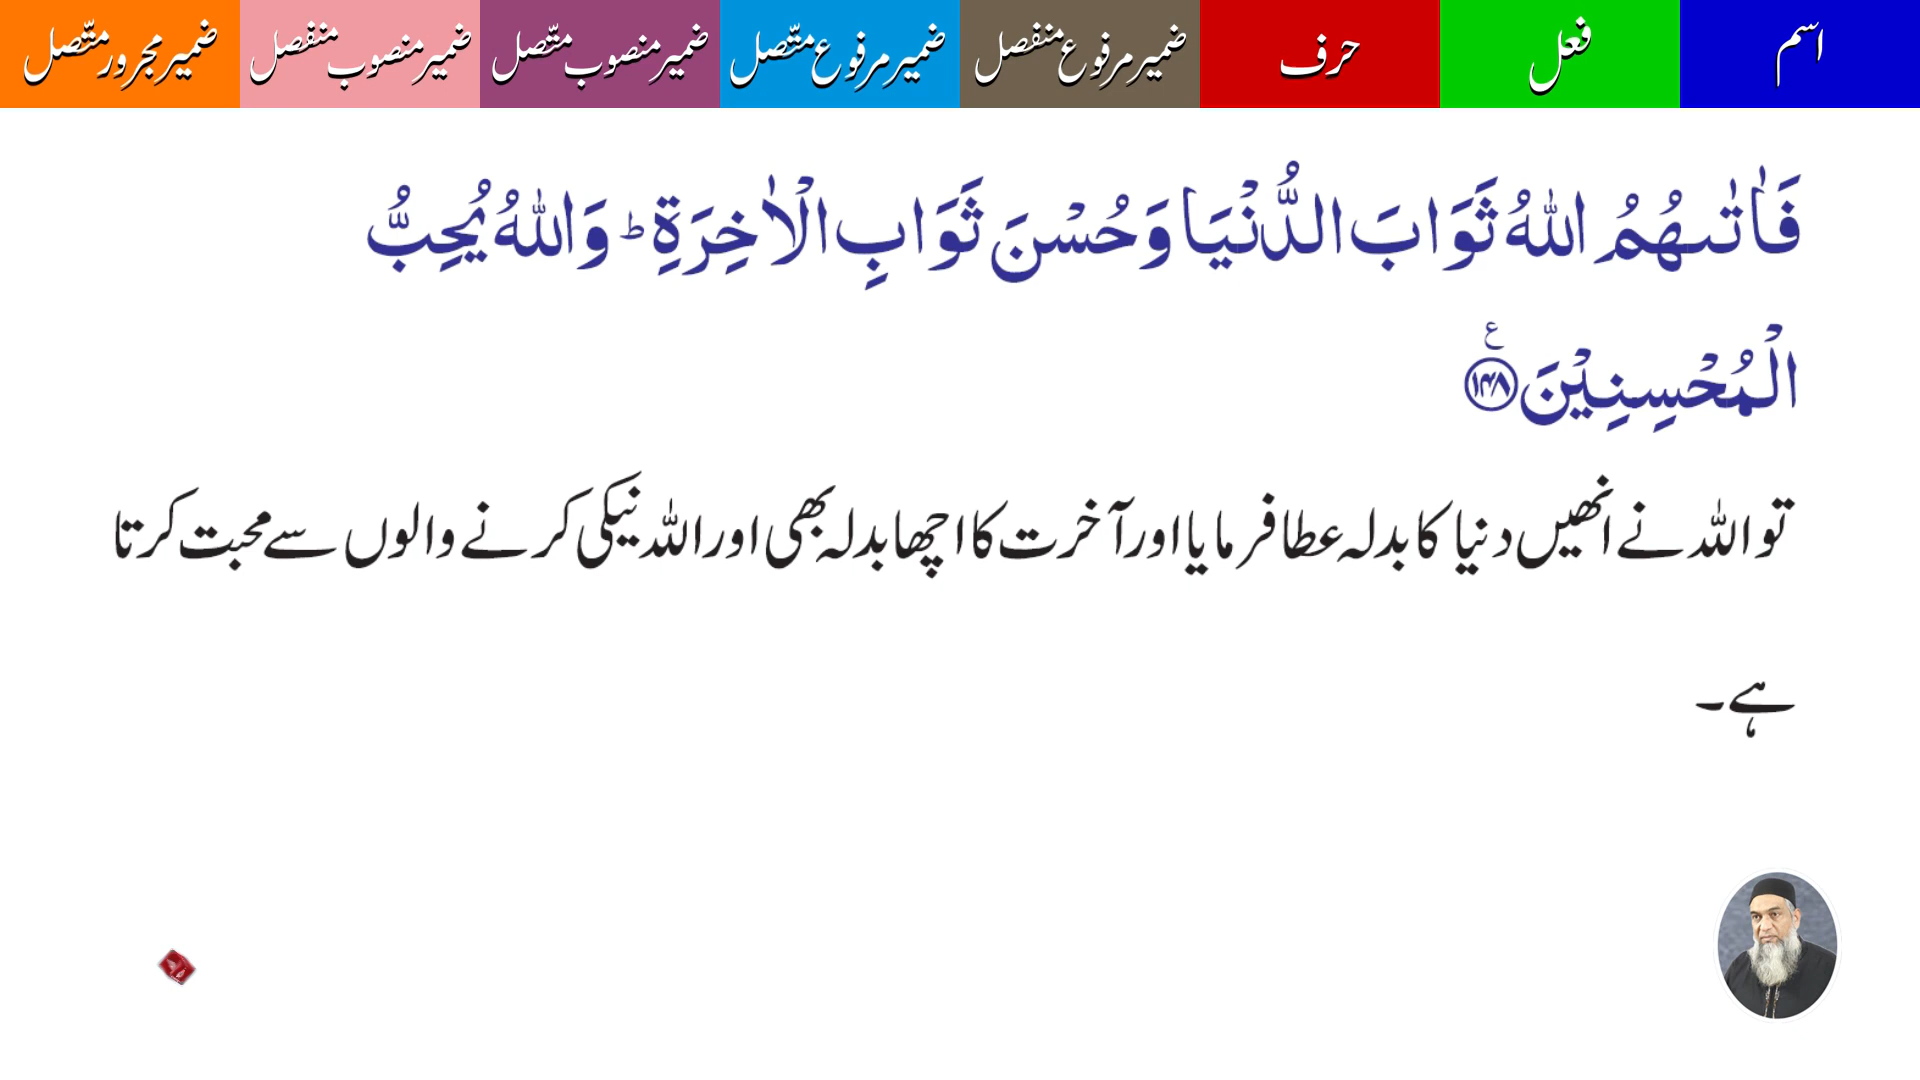 اسم فعل حرف ضمیر مرفوع منفصل ضمیر مرفوع متّصل ضمیر منصوب متّصل ضمیر منصوب منفصل ضمیر مجرور متّصل
فَاٰتٰىهُمُ اللّٰهُ ثَوَابَ الدُّنْيَا وَحُسْنَ ثَوَابِ الْاٰخِرَةِ ؕ وَاللّٰهُ يُحِبُّ
الْمُحْسِنِيْنَ ۧ۝۱۴۸
تو اللہ نے انھیں دنیا کا بدلہ عطا فرمایا اور آخرت کا اچھا بدلہ بھی اور اللہ نیکی کرنے والوں سے محبت کرتا
ہے۔